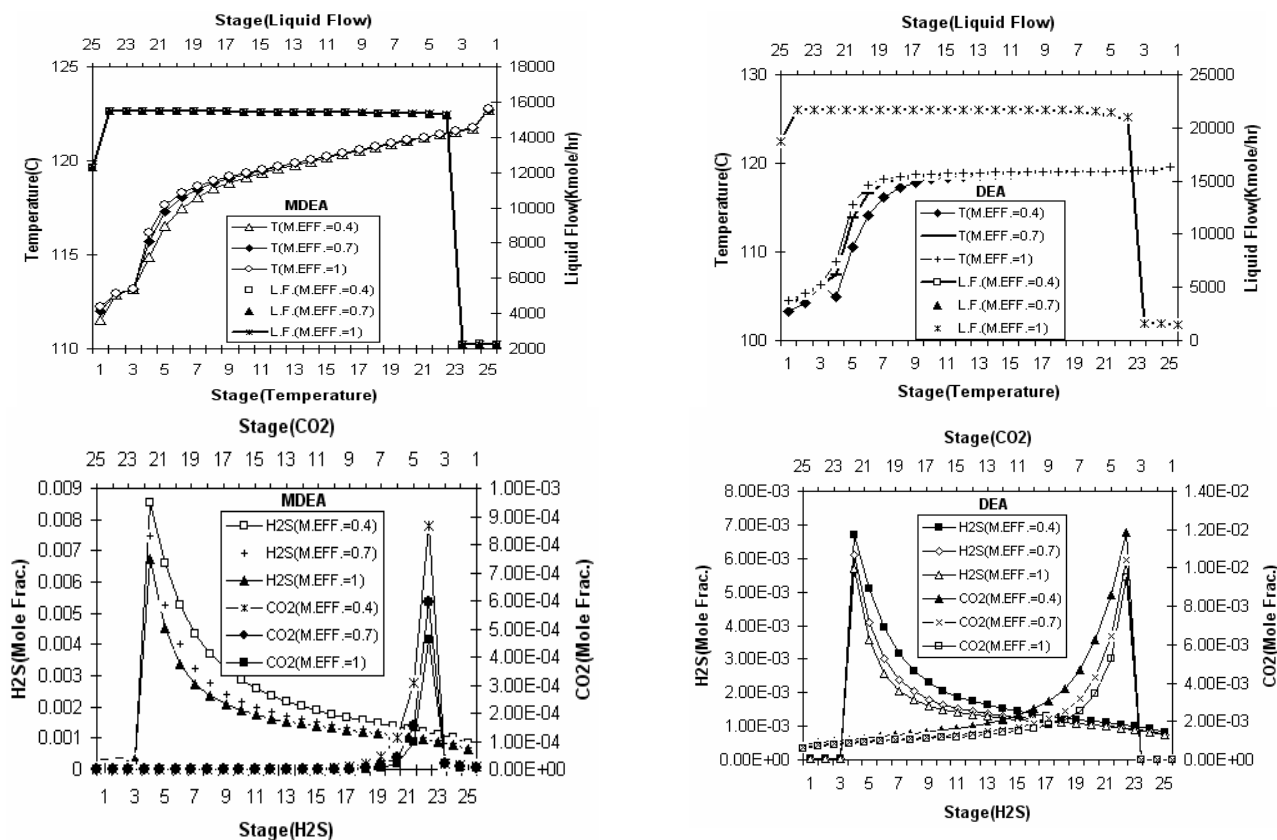 Stage(Liquid Flow)
25 23 21 19 17 15 13 11 9 7 5 3 1
125
120
115
110
Temperature(C)
18000
16000
14000
12000
10000
8000
6000
4000
2000
Liquid Flow(Kmole/hr)
MDEA
T(M.EFF.=0.4)
T(M.EFF.=0.7)
T(M.EFF.=1)
L.F.(M.EFF.=0.4)
L.F.(M.EFF.=0.7)
L.F.(M.EFF.=1)
1 3 5 7 9 11 13 15 17 19 21 23 25
Stage(Temperature)
Stage(Liquid Flow)
25 23 21 19 17 15 13 11 9 7 5 3 1
130
120
110
100
Temperature(C)
25000
20000
15000
10000
5000
0
Liquid Flow(Kmole/hr)
DEA
T(M.EFF.=0.4)
T(M.EFF.=0.7)
T(M.EFF.=1)
L.F.(M.EFF.=0.4)
L.F.(M.EFF.=0.7)
L.F.(M.EFF.=1)
1 3 5 7 9 11 13 15 17 19 21 23 25
Stage(Temperature)
Stage(CO2)
25 23 21 19 17 15 13 11 9 7 5 3 1
0.009
0.008
0.007
0.006
0.005
0.004
0.003
0.002
0.001
0
H2S(Mole Frac.)
1.00E-03
9.00E-04
8.00E-04
7.00E-04
6.00E-04
5.00E-04
4.00E-04
3.00E-04
2.00E-04
1.00E-04
0.00E+00
CO2(Mole Frac.)
MDEA
H2S(M.EFF.=0.4)
H2S(M.EFF.=0.7)
H2S(M.EFF.=1)
CO2(M.EFF.=0.4)
CO2(M.EFF.=0.7)
CO2(M.EFF.=1)
1 3 5 7 9 11 13 15 17 19 21 23 25
Stage(H2S)
Stage(CO2)
25 23 21 19 17 15 13 11 9 7 5 3 1
8.00E-03
7.00E-03
6.00E-03
5.00E-03
4.00E-03
3.00E-03
2.00E-03
1.00E-03
0.00E+00
H2S(Mole Frac.)
1.40E-02
1.20E-02
1.00E-02
8.00E-03
6.00E-03
4.00E-03
2.00E-03
0.00E+00
CO2(Mole Frac.)
DEA
H2S(M.EFF.=0.4)
H2S(M.EFF.=0.7)
H2S(M.EFF.=1)
CO2(M.EFF.=0.4)
CO2(M.EFF.=0.7)
CO2(M.EFF.=1)
1 3 5 7 9 11 13 15 17 19 21 23 25
Stage(H2S)